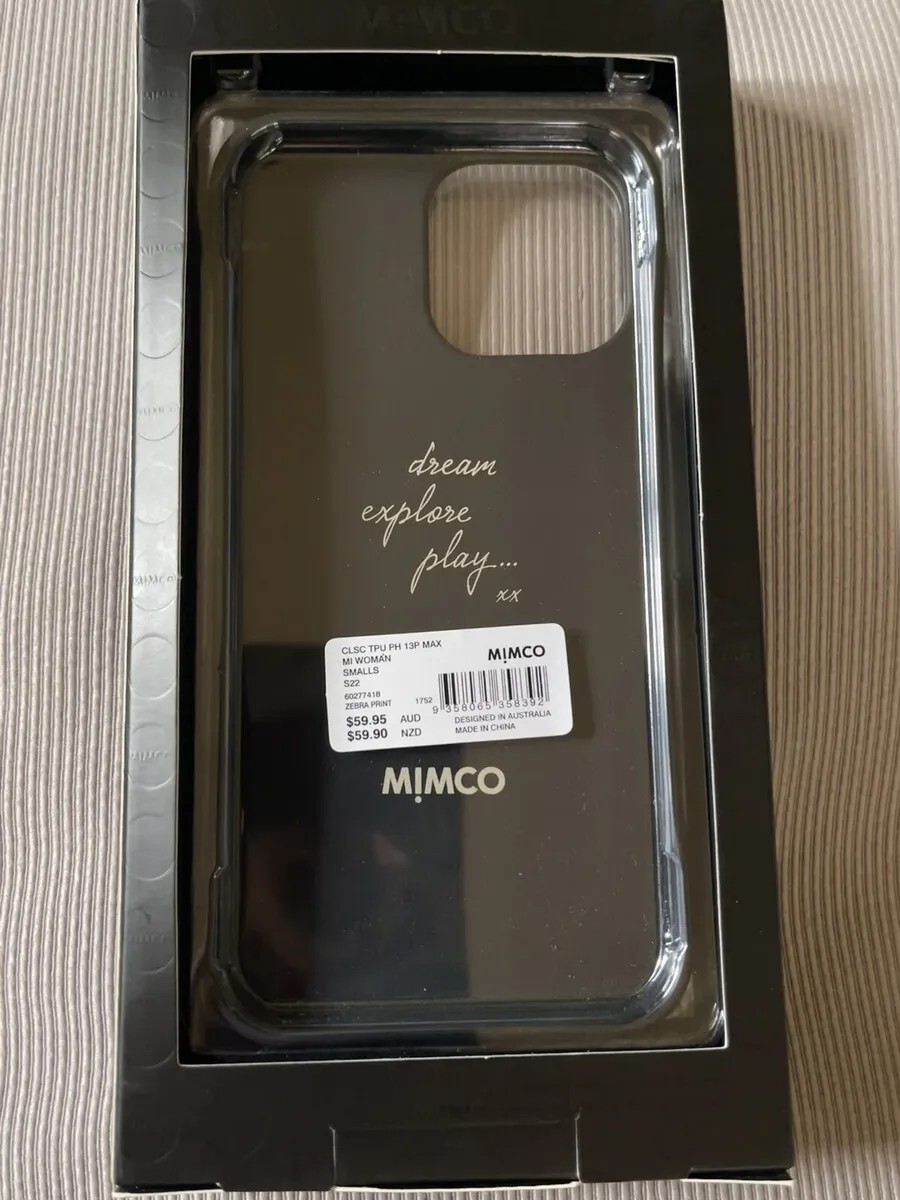 MIMCO
dream
explore
play...
xx
CLSC TPU PH 13P MAX
MI WOMAN
SMALLS
S22
60277418
ZEBRA PRINT
$59.95 AUD
$59.90 NZD
MIMCO
1752
9 358065 358392
DESIGNED IN AUSTRALIA
MADE IN CHINA
MIMCO